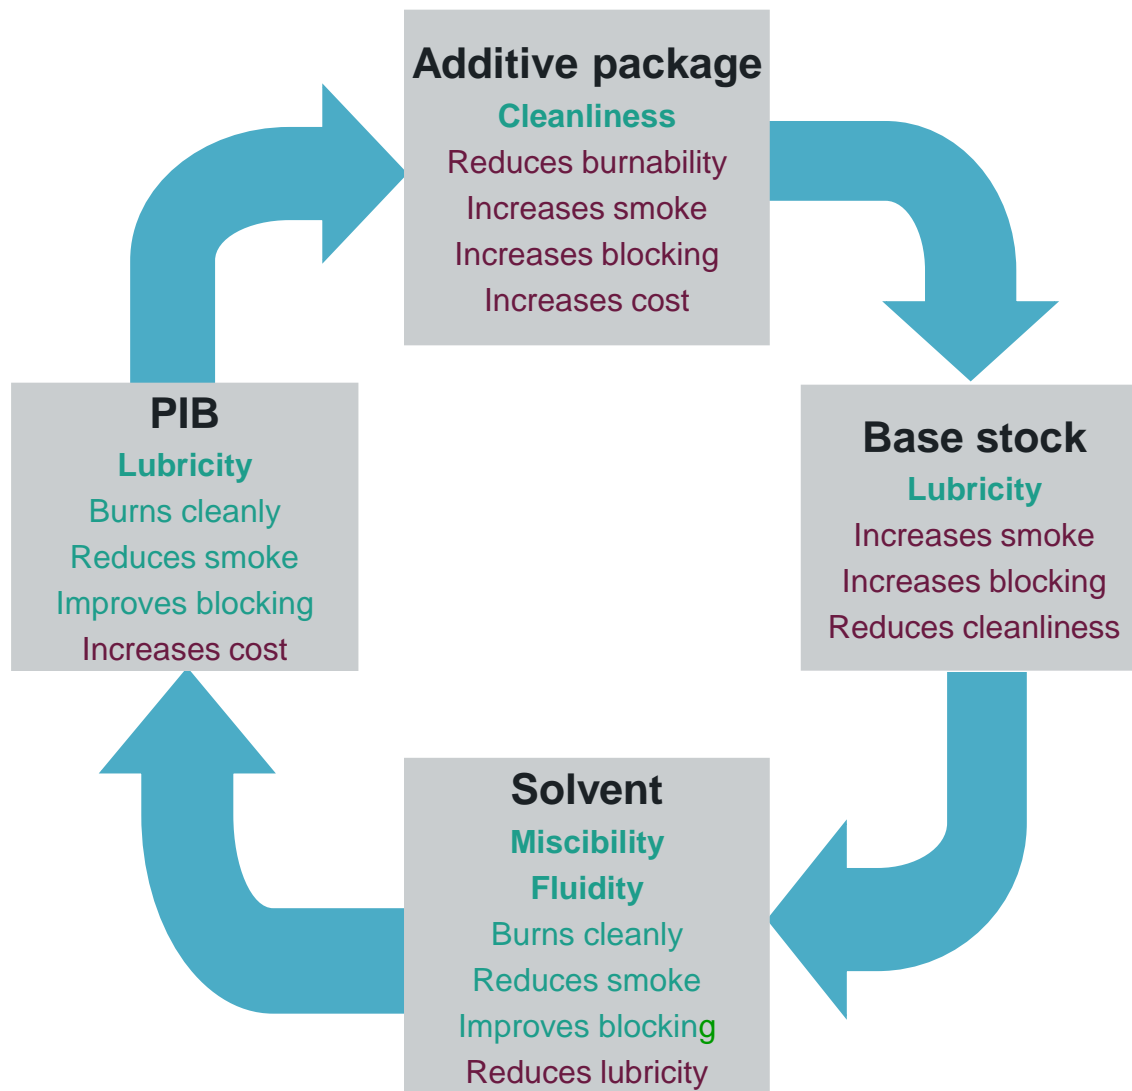 Additive package
Cleanliness
Reduces burnability
Increases smoke
Increases blocking
Increases cost
Base stock
Lubricity
Increases smoke
Increases blocking
Reduces cleanliness
Solvent
Miscibility
Fluidity
Burns cleanly
Reduces smoke
Improves blocking
Reduces lubricity
PIB
Lubricity
Burns cleanly
Reduces smoke
Improves blocking
Increases cost